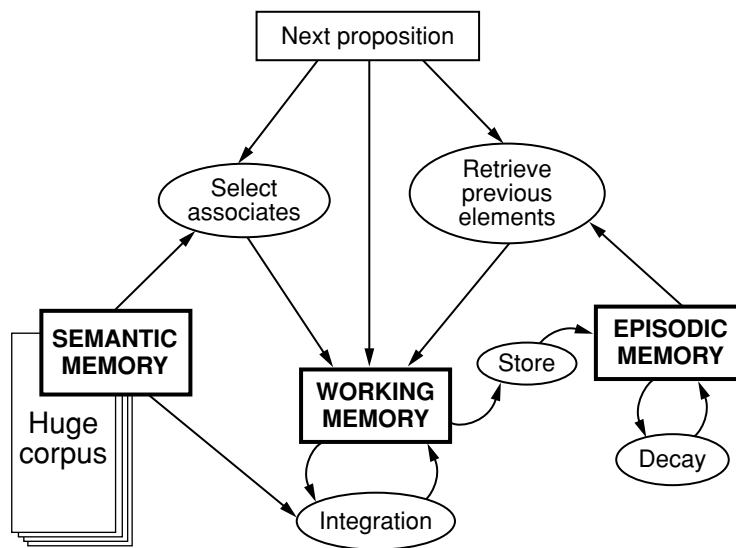 Next proposition
Select
associates
Retrieve
previous
elements
SEMANTIC
MEMORY
Huge
corpus
WORKING
MEMORY
Store
EPISODIC
MEMORY
Integration
Decay